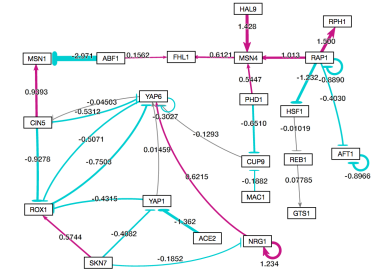 HAL9
RPH1
1.428
1.500
-2.971
0.1562
0.6121
1.013
MSN1
ABF1
FHL1
MSN4
RAP1
-0.8890
0.5447
-1.232
0.9393
-0.04503
YAP6
PHD1
-0.4030
-0.5312
-0.3027
HSF1
CIN5
-0.6510
-0.01019
-0.1293
-0.5071
AFT1
-0.9278
0.01459
CUP9
REB1
-0.7503
-0.8966
0.6215
-0.1882
0.07785
-0.4315
YAP1
MAC1
ROX1
GTS1
-1.362
0.5744
-0.4082
ACE2
NRG1
SKN7
-0.1852
1.234